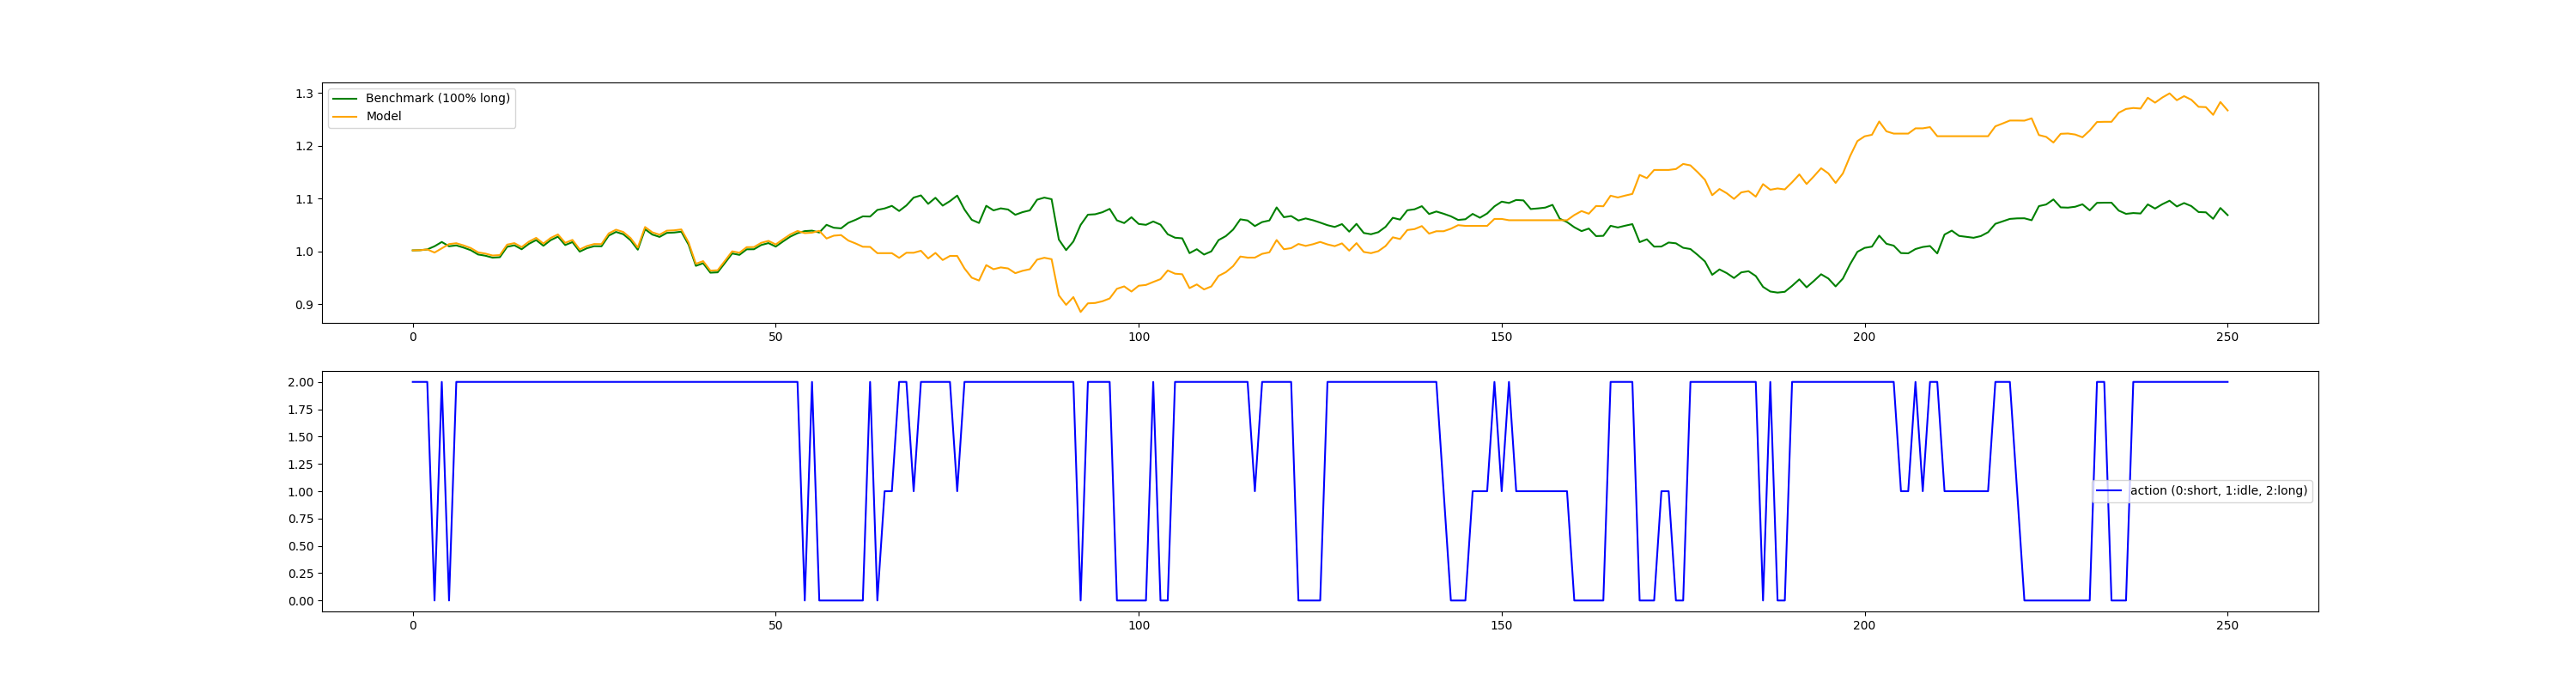 1.3
1.2
1.1
1.0
0.9
Benchmark (100% long)
Model
0 50 100 150 200 250
2.00
1.75
1.50
1.25
1.00
0.75
0.50
0.25
0.00
action (0:short, 1:idle, 2:long)
0 50 100 150 200 250